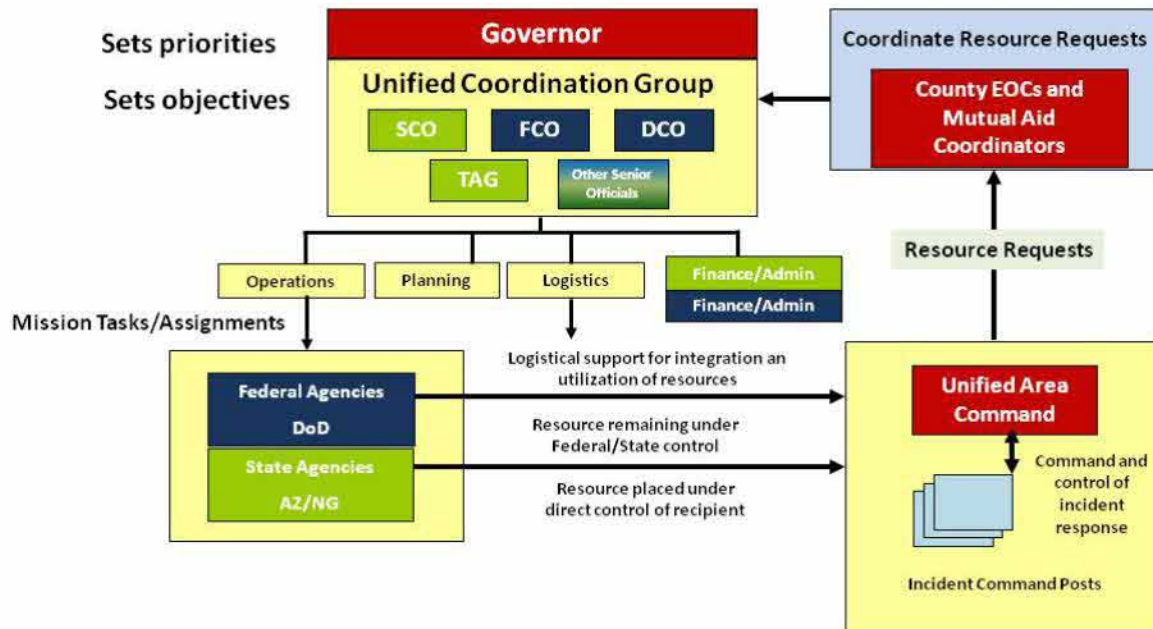 Sets priorities
Sets objectives
Governor
Unified Coordination Group
SCO
FCO
DCO
TAG
Other Senior
Officials
Coordinate Resource Requests
County EOCs and
Mutual Aid
Coordinators
Resource Requests
Operations
Planning
Logistics
Finance/Admin
Finance/Admin
Mission Tasks/Assignments
Federal Agencies
DoD
State Agencies
AZ/NG
Logistical support for integration an
utilization of resources
Resource remaining under
Federal/State control
Resource placed under
direct control of recipient
Unified Area
Command
Command and
control of
incident
response
Incident Command Posts